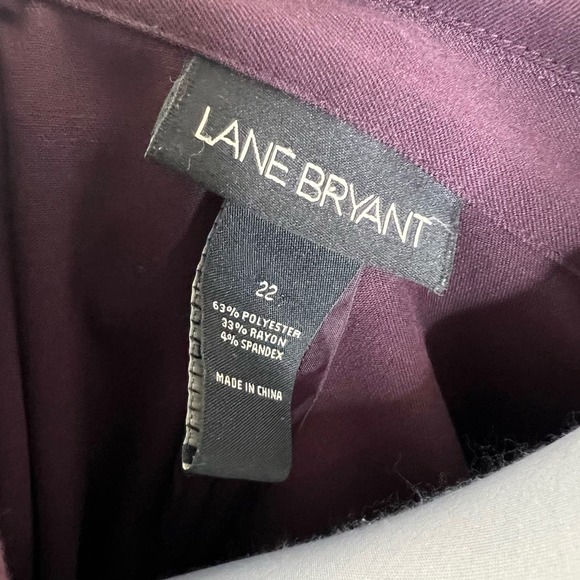 LANE BRYANT
22
63% POLYESTER
33% RAYON
4% SPANDEX
MADE IN CHINA